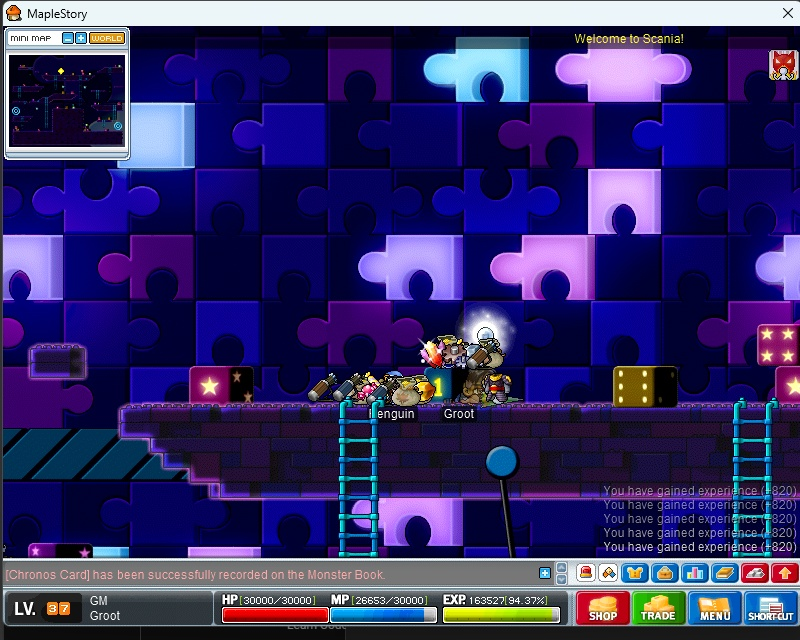 MapleStory
MINI MAP
WORLD
Welcome to Scania!
1
enguin
Groot
You have gained experience (+820)
You have gained experience (+820)
You have gained experience (+820)
You have gained experience (+820)
You have gained experience (+820)
[Chronos Card] has been successfully recorded on the Monster Book.
LV. 37
GM
Groot
HP [30000/30000]
MP [26653/30000]
EXP. 163527[94.37%]
SHOP
TRADE
MENU
SHORTCUT